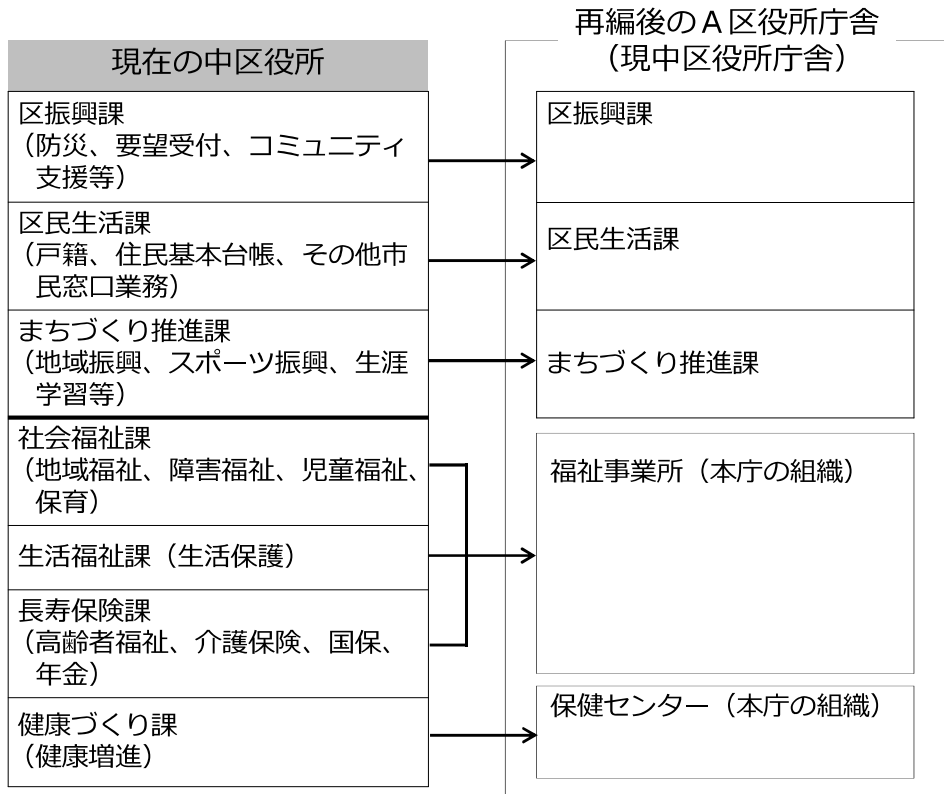 現在の中区役所
区振興課
（防災、要望受付、コミュニティ
支援等）
区民生活課
（戸籍、住民基本台帳、その他市
民窓口業務）
まちづくり推進課
（地域振興、スポーツ振興、生涯
学習等）
社会福祉課
（地域福祉、障害福祉、児童福祉、
保育）
生活福祉課（生活保護）
長寿保険課
（高齢者福祉、介護保険、国保、
年金）
健康づくり課
（健康増進）
再編後のＡ区役所庁舎
（現中区役所庁舎）
区振興課
区民生活課
まちづくり推進課
福祉事業所（本庁の組織）
保健センター（本庁の組織）